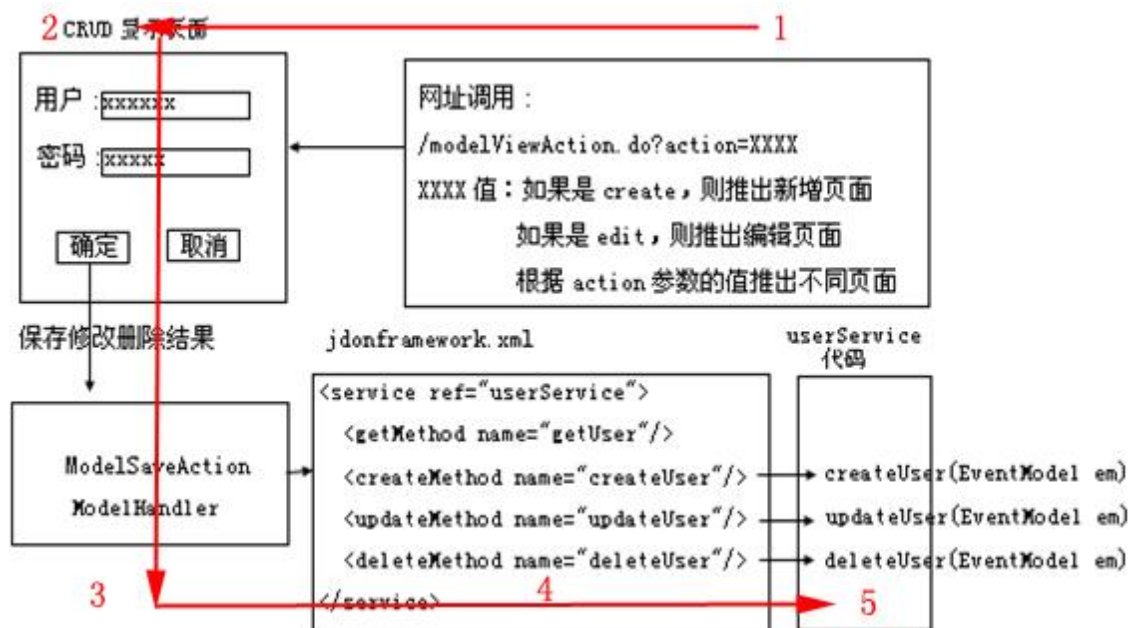 2 CRUD 显示页面
1
用户：xxxxxx
密码：xxxxx
确定 取消
网址调用：
/modelViewAction.do?action=XXXX
XXXX 值：如果是 create，则推出新增页面
如果是 edit，则推出编辑页面
根据 action 参数的值推出不同页面
保存修改删除结果
ModelSaveAction
ModelHandler
3
jdonframework.xml
<service ref="userService">
<getMethod name="getUser"/>
<createMethod name="createUser"/>
<updateMethod name="updateUser"/>
<deleteMethod name="deleteUser"/>
</service>
4
userService
代码
createUser(EventModel em)
updateUser(EventModel em)
deleteUser(EventModel em)
5